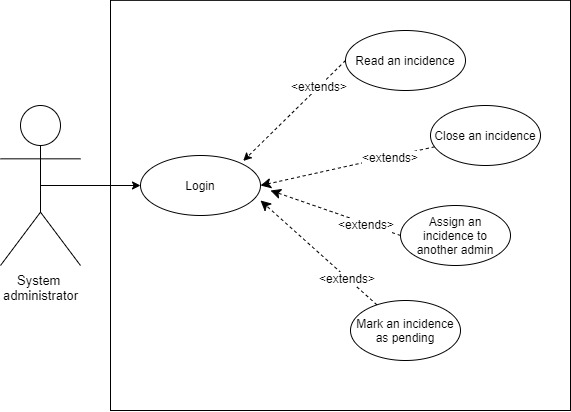 Read an incidence
<extends>
Close an incidence
<extends>
Login
Assign an
incidence to
another admin
<extends>
System
administrator
<extends>
Mark an incidence
as pending